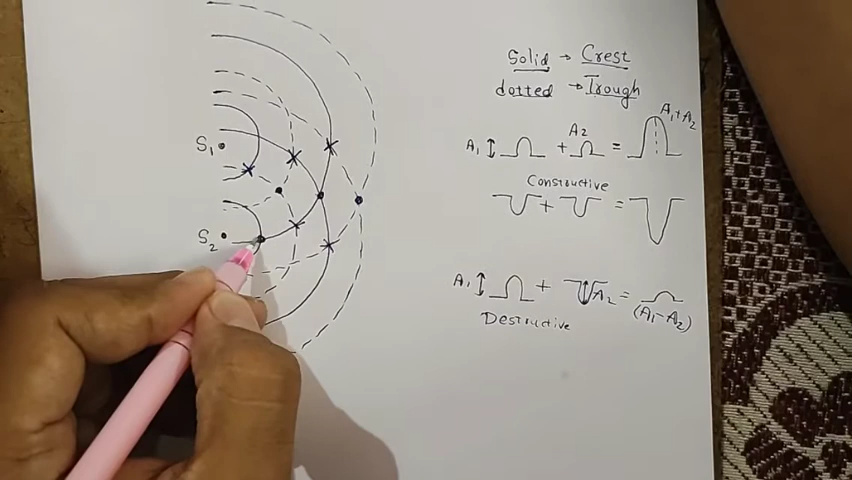 Solid → Crest
dotted → Trough
A₁ + A₂ = A₁+A₂
Constructive
+ =
A₁ + A₂ = (A₁-A₂)
Destructive
S₁
S₂